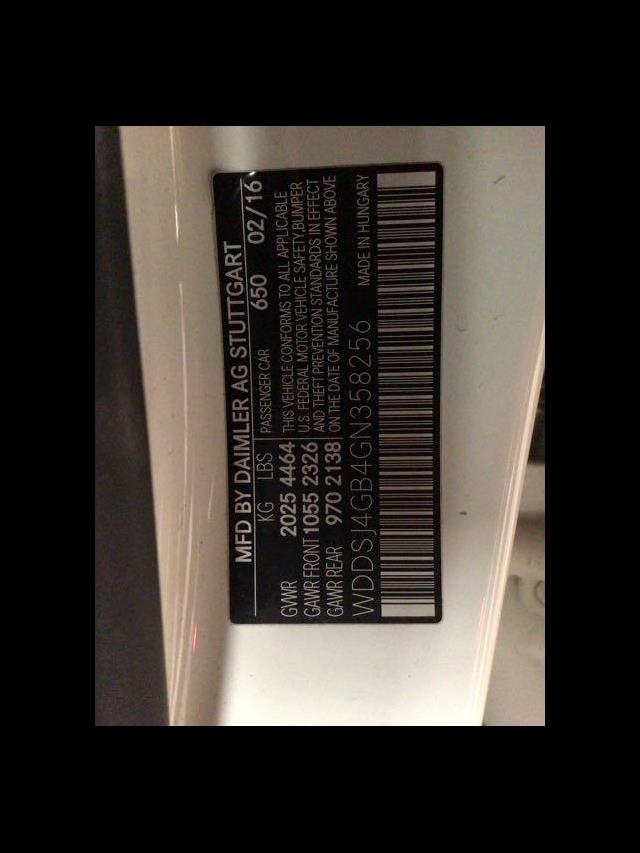 MFD BY DAIMLER AG STUTTGART
KG LBS PASSENGER CAR 650 02/16
GVWR 2025 4464 THIS VEHICLE CONFORMS TO ALL APPLICABLE
GAWR FRONT 1055 2326 U.S. FEDERAL MOTOR VEHICLE SAFETY,BUMPER
AND THEFT PREVENTION STANDARDS IN EFFECT
GAWR REAR 970 2138 ON THE DATE OF MANUFACTURE SHOWN ABOVE
WDDSJ4GB4GN358256 MADE IN HUNGARY